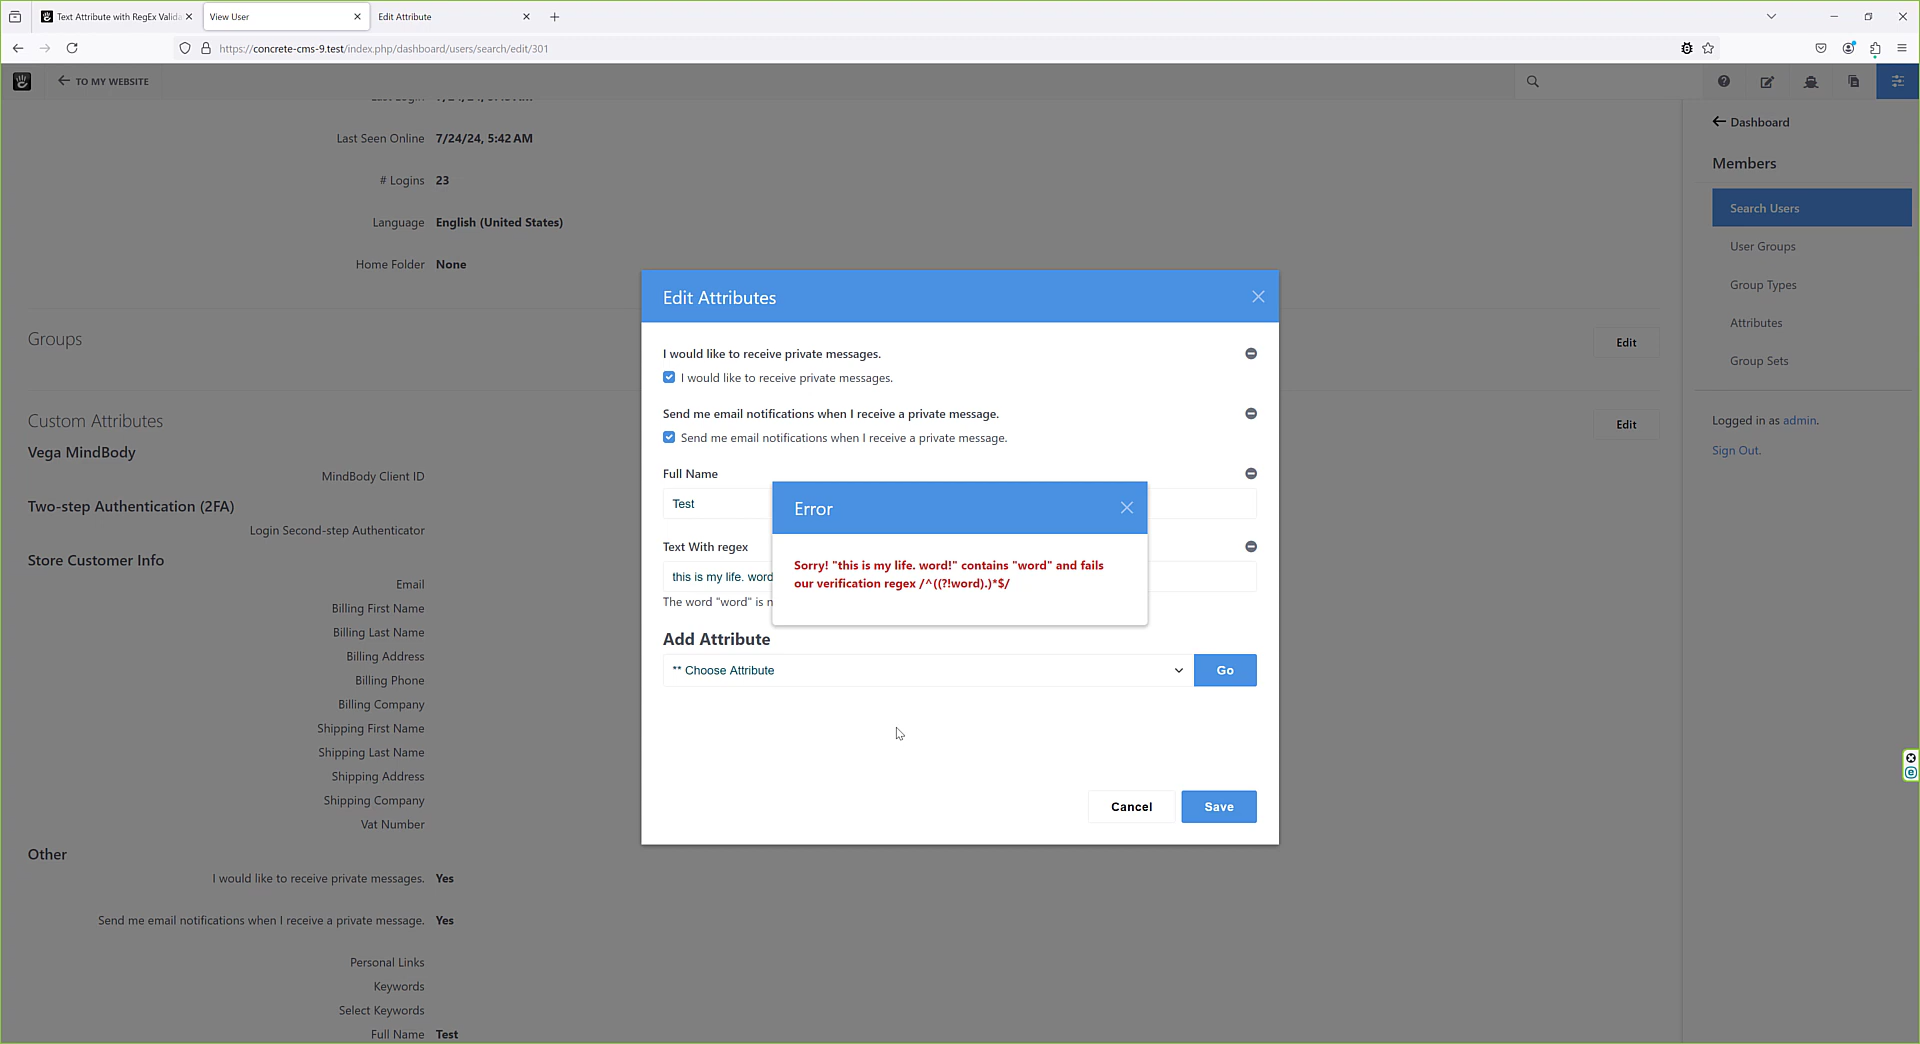 Text Attribute with RegEx Valida
View User
Edit Attribute
https://concrete-cms-9.test/index.php/dashboard/users/search/edit/301
TO MY WEBSITE
Last Seen Online 7/24/24, 5:42 AM
# Logins 23
Language English (United States)
Home Folder None
Groups
Edit
Custom Attributes
Edit
Vega MindBody
MindBody Client ID
Two-step Authentication (2FA)
Login Second-step Authenticator
Store Customer Info
Email
Billing First Name
Billing Last Name
Billing Address
Billing Phone
Billing Company
Shipping First Name
Shipping Last Name
Shipping Address
Shipping Company
Vat Number
Other
I would like to receive private messages. Yes
Send me email notifications when I receive a private message. Yes
Personal Links
Keywords
Select Keywords
Full Name Test
Edit Attributes
I would like to receive private messages.
I would like to receive private messages.
Send me email notifications when I receive a private message.
Send me email notifications when I receive a private message.
Full Name
Test
Text With regex
this is my life. word
The word "word" is n
Error
Sorry! "this is my life. word!" contains "word" and fails
our verification regex /^((?!word).)*$/
Add Attribute
** Choose Attribute
Go
Cancel
Save
Dashboard
Members
Search Users
User Groups
Group Types
Attributes
Group Sets
Logged in as admin.
Sign Out.